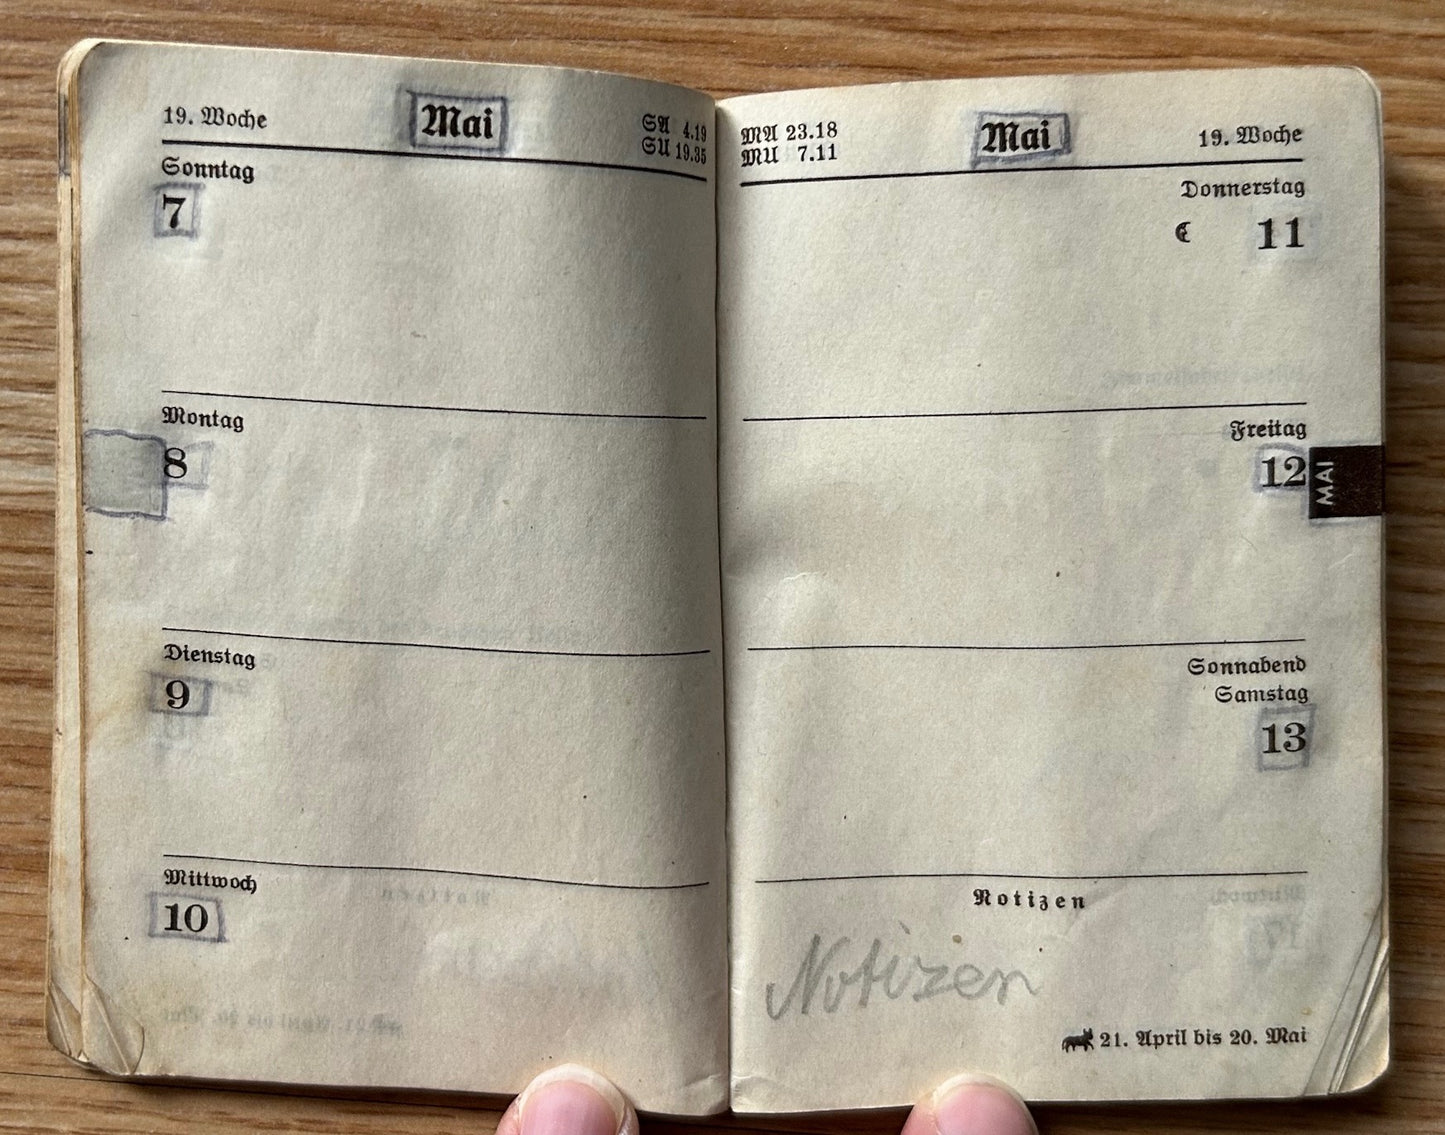 19. Woche
Mai
SA 4.19
SU 19.35
Sonntag
7
Montag
8
Dienstag
9
Mittwoch
10
MA 23.18
MU 7.11
Mai
19. Woche
Donnerstag
11
Freitag
12
MAI
Sonnabend
Samstag
13
Notizen
Notizen
21. April bis 20. Mai